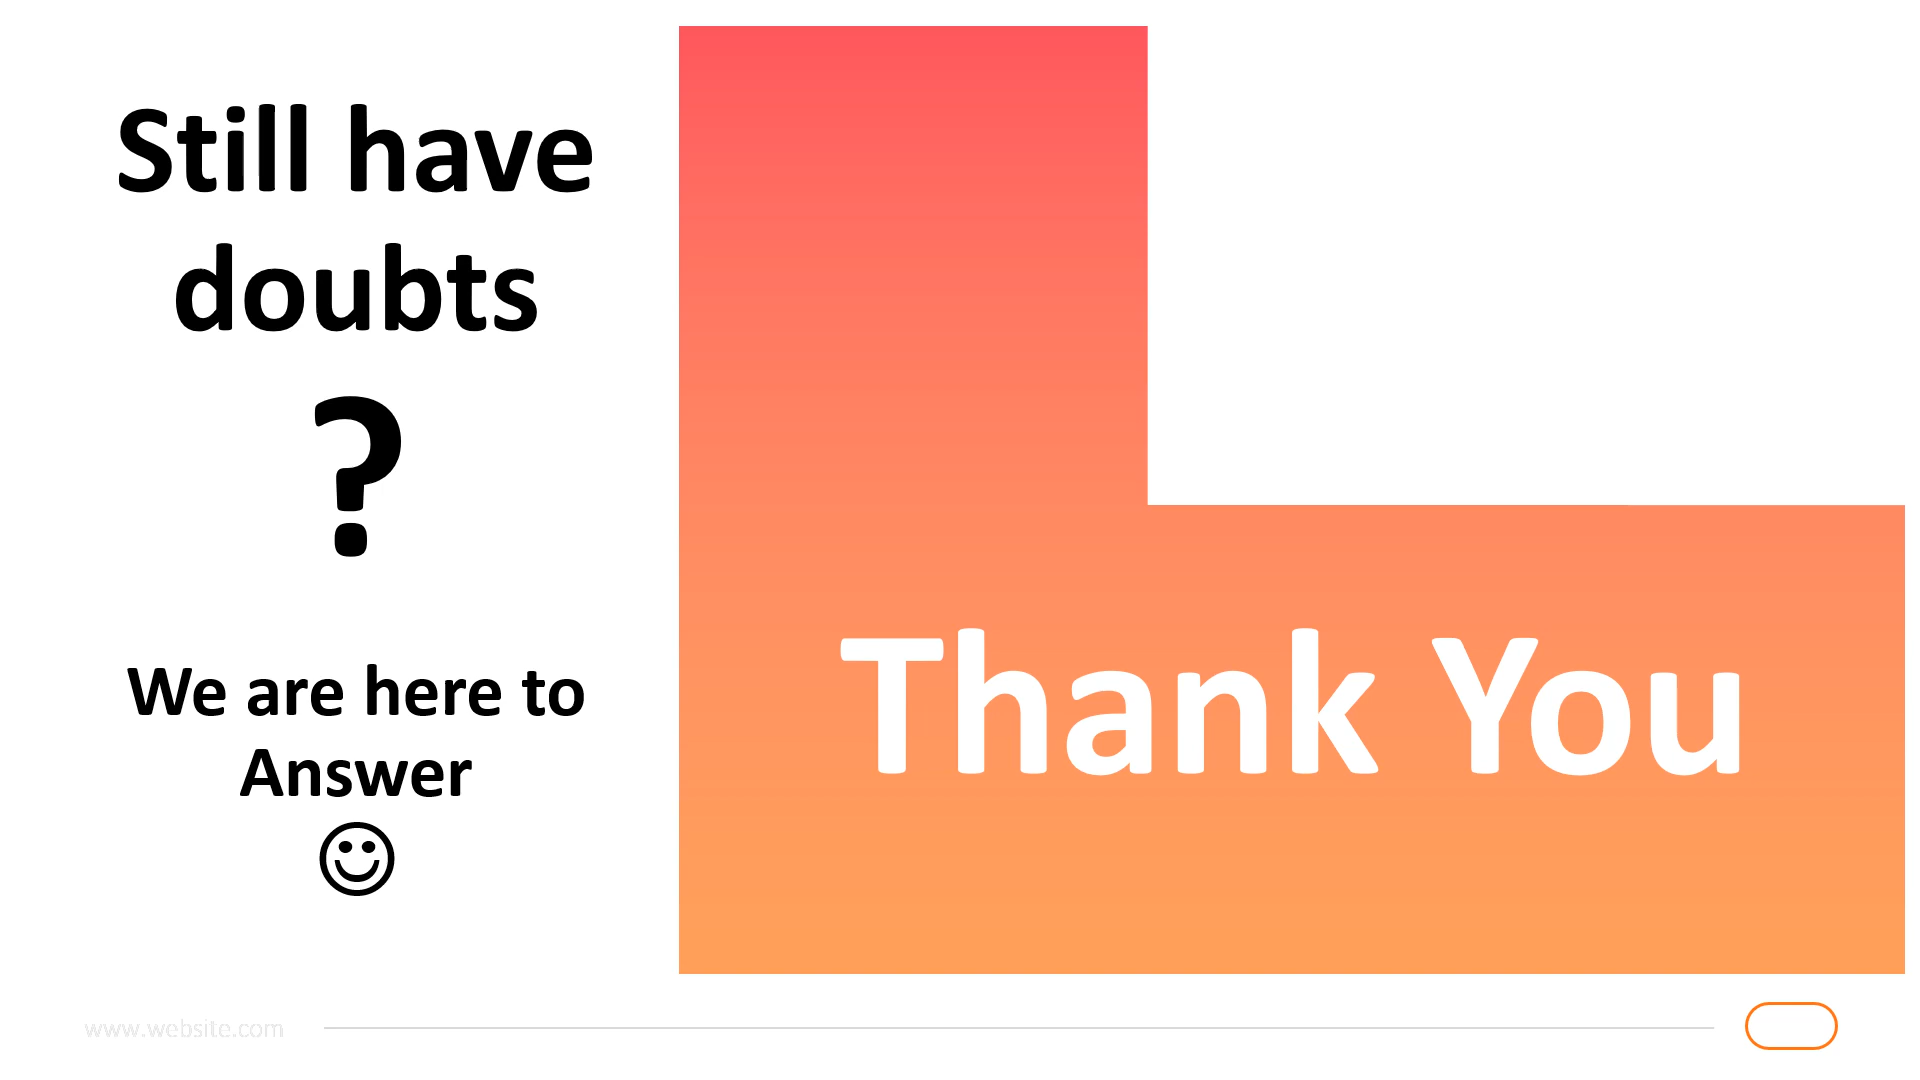 Still have
doubts
?
We are here to
Answer
☺
Thank You
www.website.com